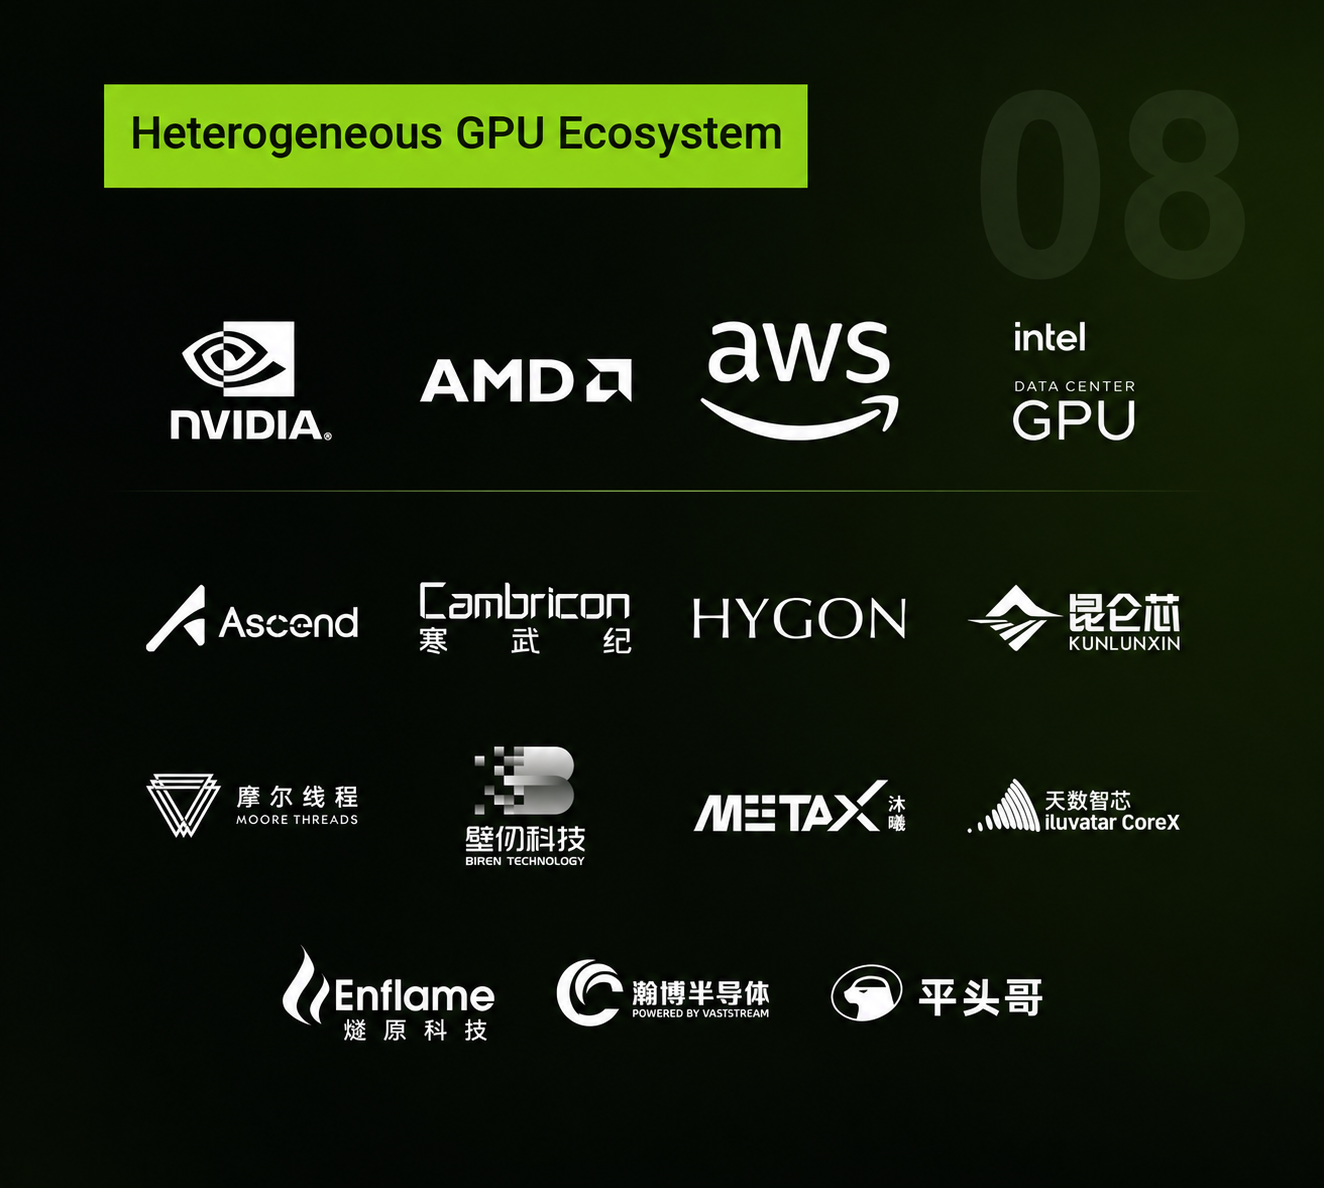 Heterogeneous GPU Ecosystem
08
NVIDIA®
AMD
aws
intel
DATA CENTER
GPU
Ascend
Cambricon
寒武纪
HYGON
昆仑芯
KUNLUNXIN
摩尔线程
MOORE THREADS
壁仞科技
BIREN TECHNOLOGY
METAX 沐曦
天数智芯
iluvatar CoreX
Enflame
燧原科技
瀚博半导体
POWERED BY VASTSTREAM
平头哥